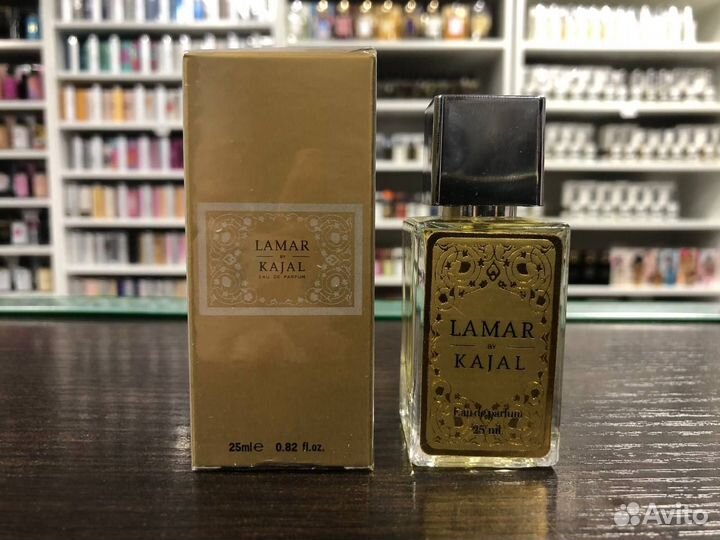 LAMAR
BY
KAJAL
EAU DE PARFUM
25ml℮ 0.82 fl.oz.
LAMAR
BY
KAJAL
Eau de parfum
25 ml
Avito